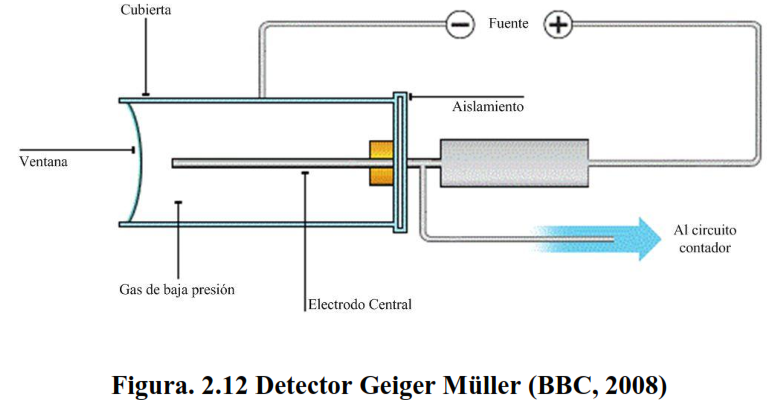 Cubierta
Fuente
Aislamiento
Ventana
Al circuito
contador
Gas de baja presión
Electrodo Central
Figura. 2.12 Detector Geiger Müller (BBC, 2008)